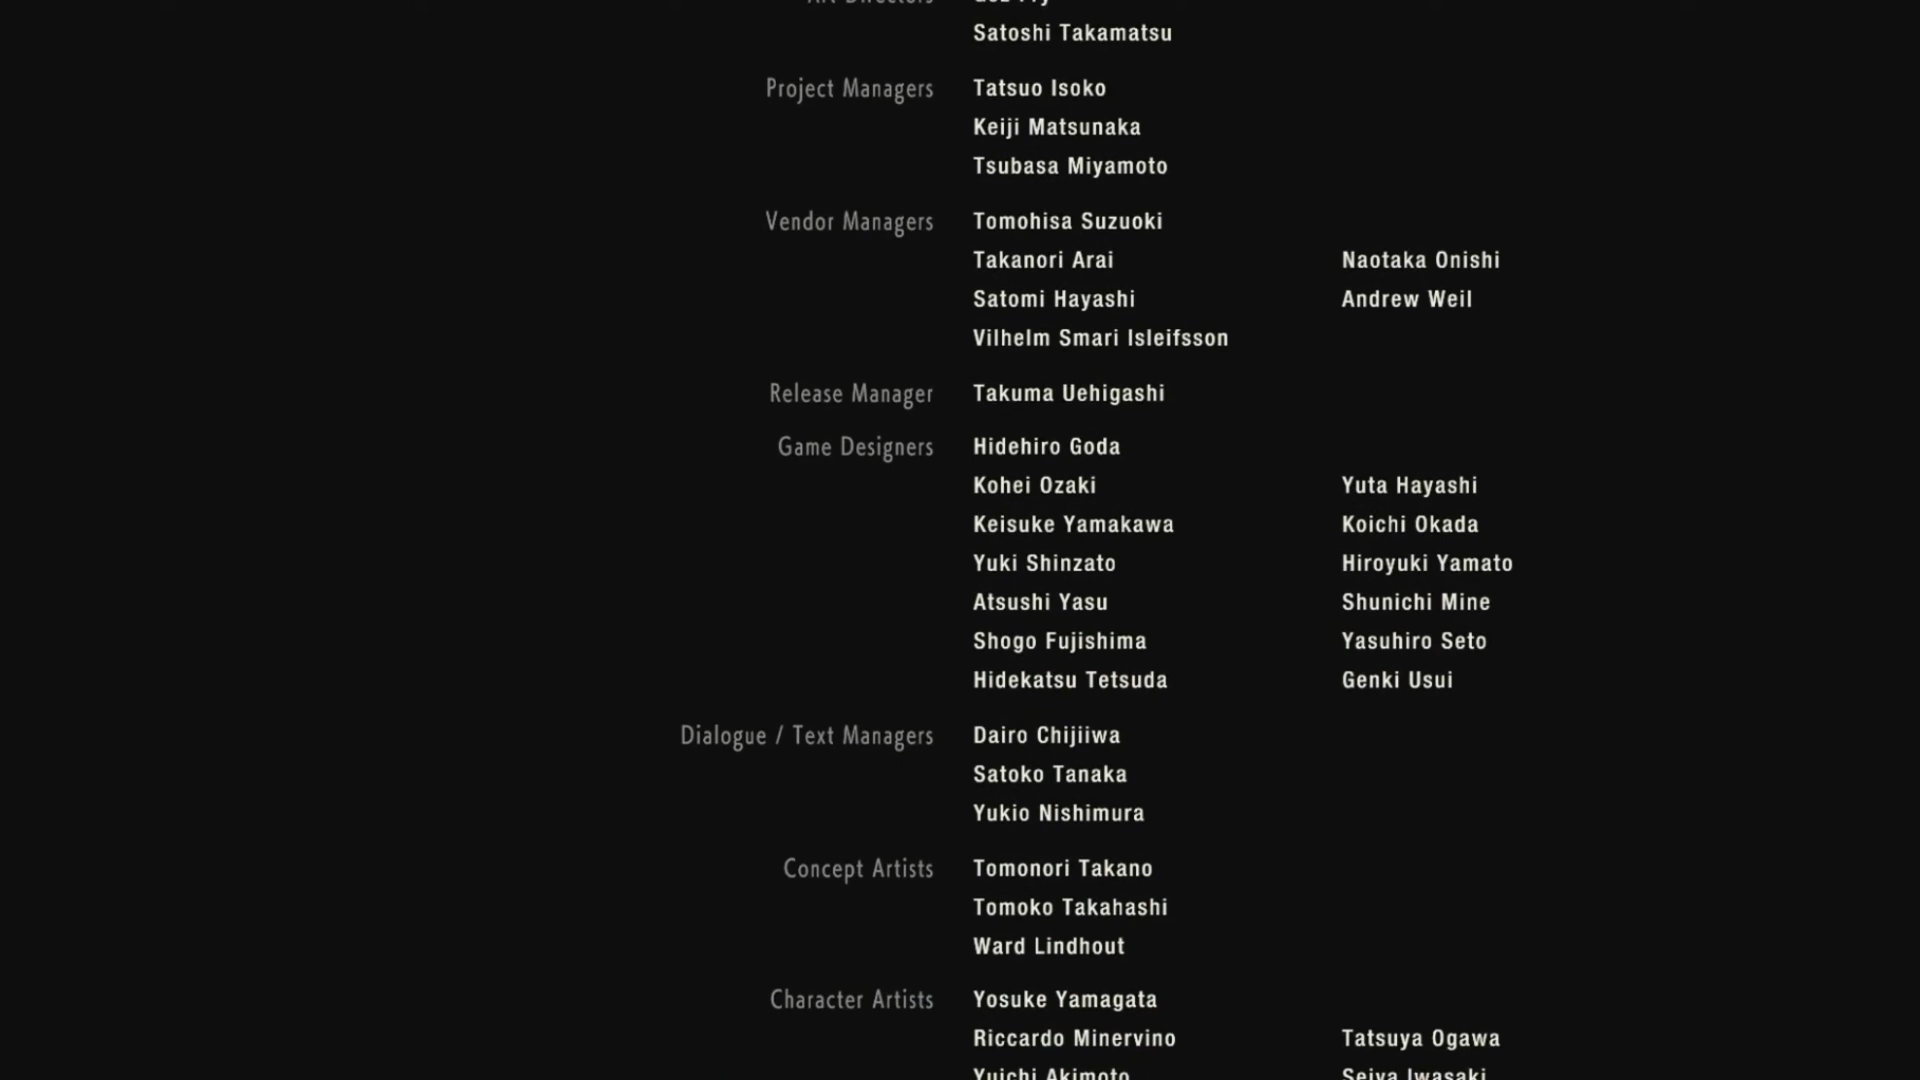 Satoshi Takamatsu
Project Managers Tatsuo Isoko
Keiji Matsunaka
Tsubasa Miyamoto
Vendor Managers Tomohisa Suzuoki
Takanori Arai Naotaka Onishi
Satomi Hayashi Andrew Weil
Vilhelm Smari Isleifsson
Release Manager Takuma Uehigashi
Game Designers Hidehiro Goda
Kohei Ozaki Yuta Hayashi
Keisuke Yamakawa Koichi Okada
Yuki Shinzato Hiroyuki Yamato
Atsushi Yasu Shunichi Mine
Shogo Fujishima Yasuhiro Seto
Hidekatsu Tetsuda Genki Usui
Dialogue / Text Managers Dairo Chijiiwa
Satoko Tanaka
Yukio Nishimura
Concept Artists Tomonori Takano
Tomoko Takahashi
Ward Lindhout
Character Artists Yosuke Yamagata
Riccardo Minervino Tatsuya Ogawa
Yuichi Akimoto Seiya Iwasaki